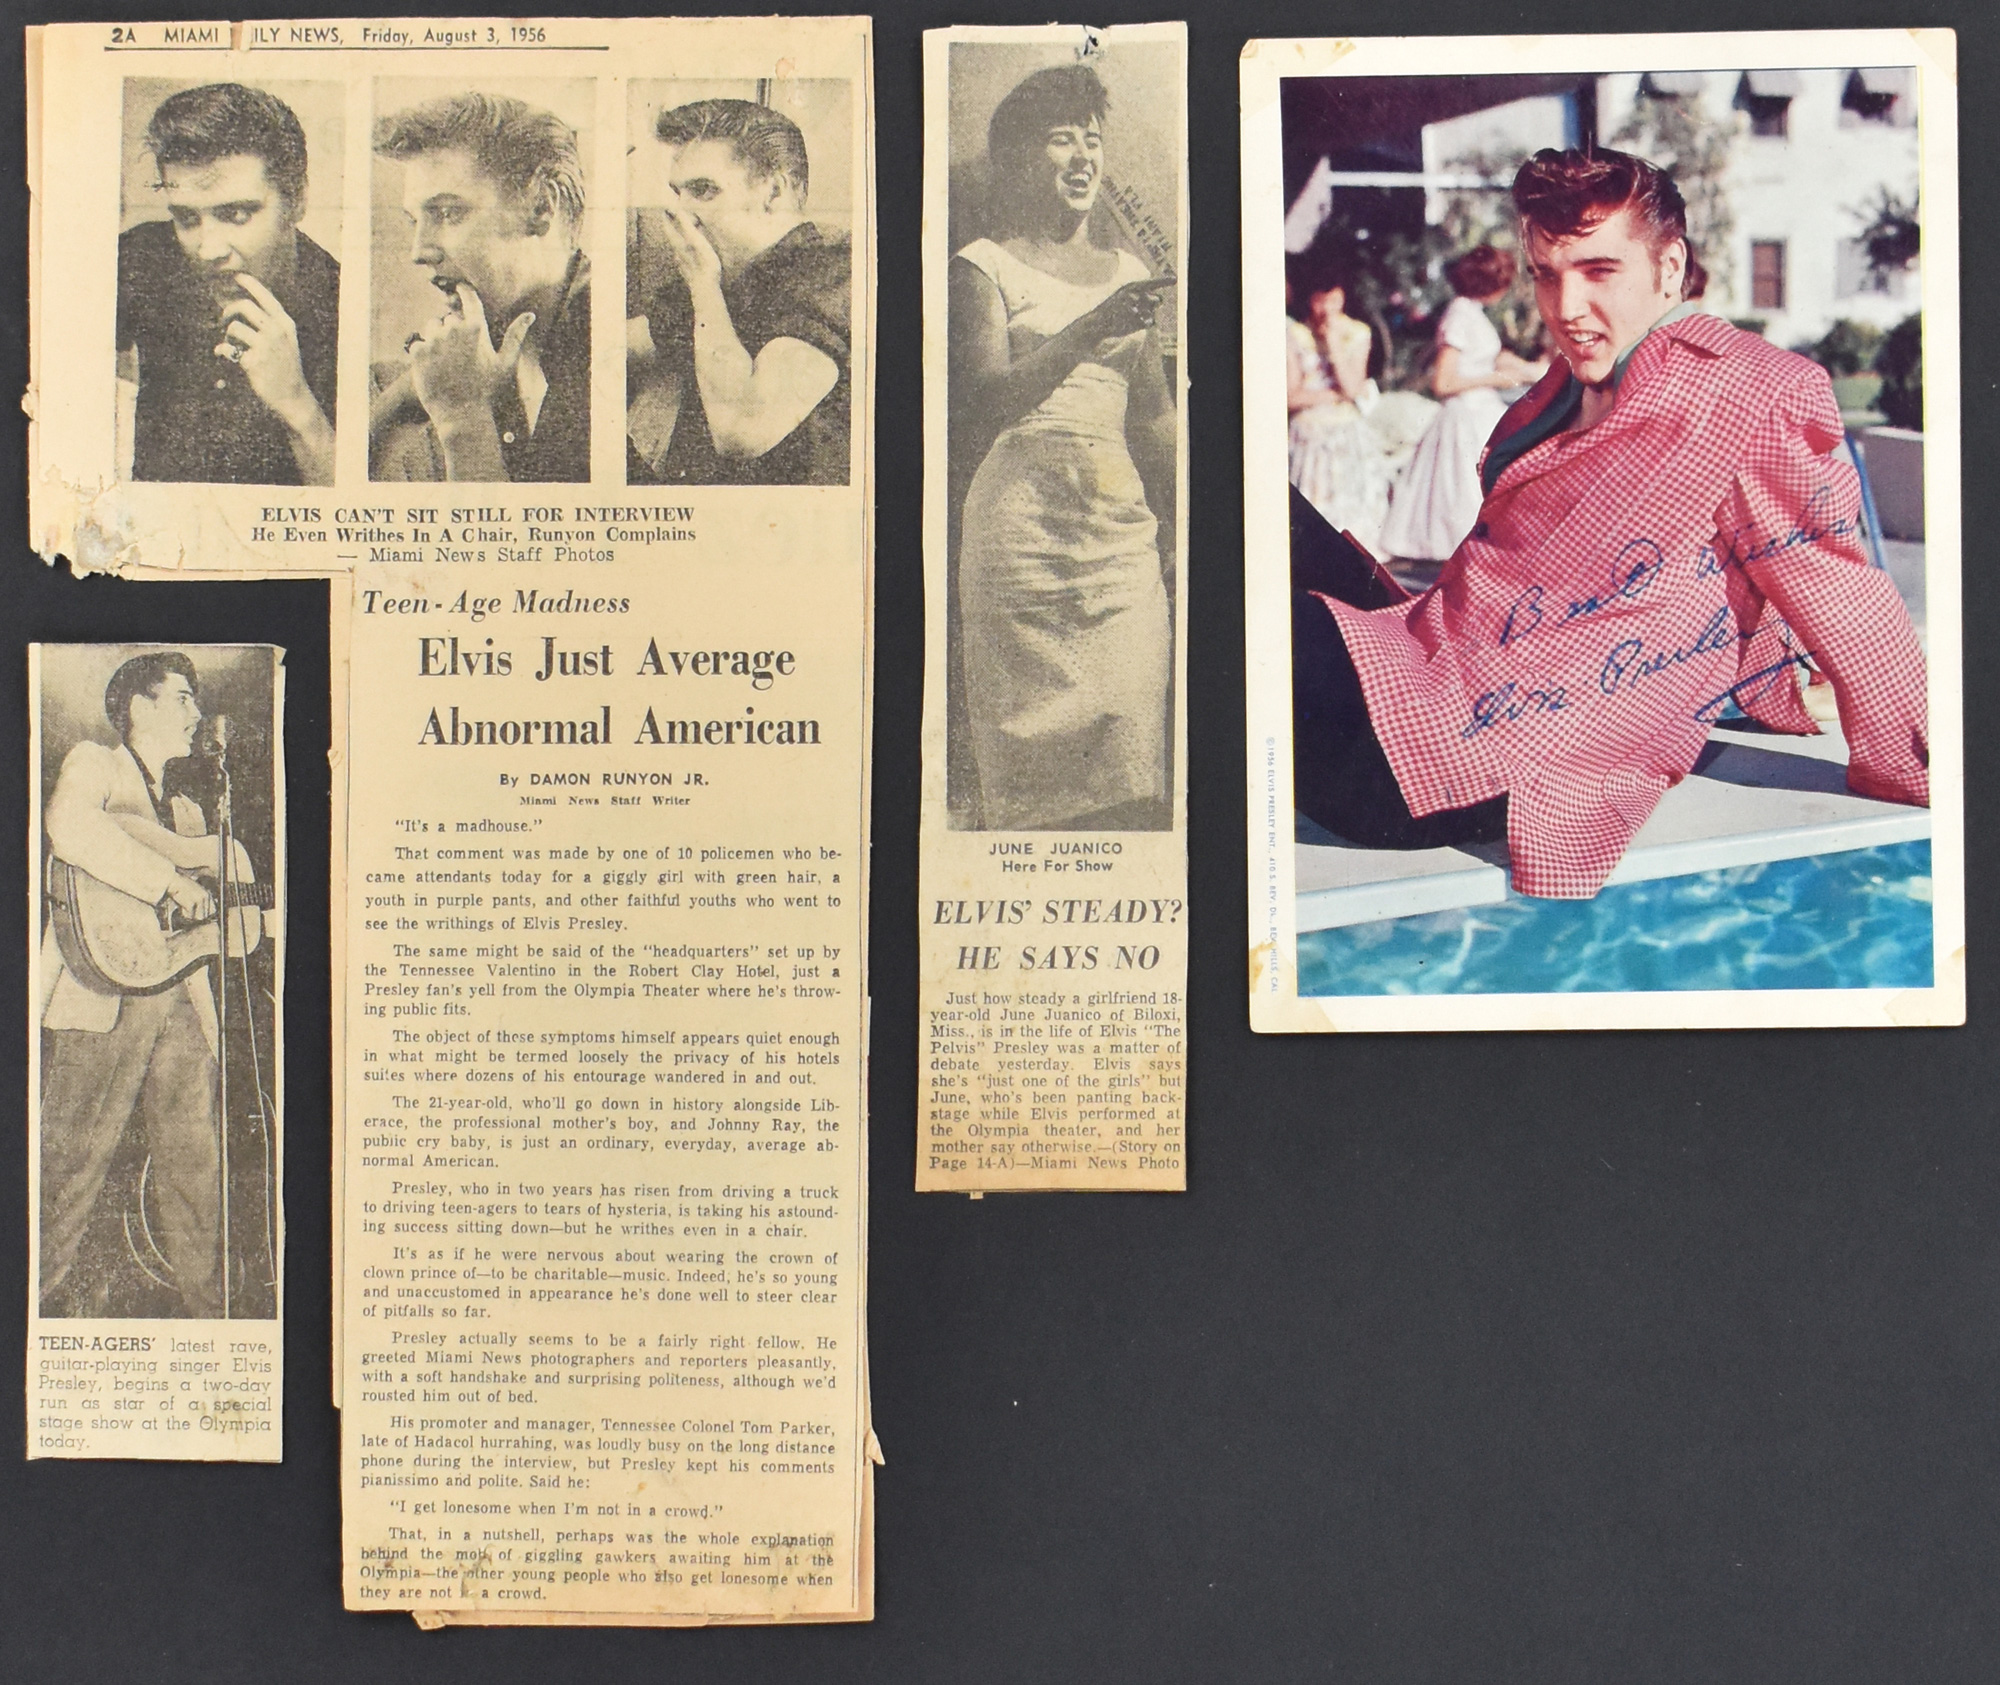 2A MIAMI ILY NEWS, Friday, August 3, 1956
ELVIS CAN'T SIT STILL FOR INTERVIEW
He Even Writhes In A Chair, Runyon Complains
— Miami News Staff Photos
Teen-Age Madness
Elvis Just Average
Abnormal American
By DAMON RUNYON JR.
Miami News Staff Writer
"It's a madhouse."
That comment was made by one of 10 policemen who be-
came attendants today for a giggly girl with green hair, a
youth in purple pants, and other faithful youths who went to
see the writhings of Elvis Presley.
The same might be said of the "headquarters" set up by
the Tennessee Valentino in the Robert Clay Hotel, just a
Presley fan's yell from the Olympia Theater where he's throw-
ing public fits.
The object of these symptoms himself appears quiet enough
in what might be termed loosely the privacy of his hotels
suites where dozens of his entourage wandered in and out.
The 21-year-old, who'll go down in history alongside Lib-
erace, the professional mother's boy, and Johnny Ray, the
public cry baby, is just an ordinary, everyday, average ab-
normal American.
Presley, who in two years has risen from driving a truck
to driving teen-agers to tears of hysteria, is taking his astound-
ing success sitting down—but he writhes even in a chair.
It's as if he were nervous about wearing the crown of
clown prince of—to be charitable—music. Indeed, he's so young
and unaccustomed in appearance he's done well to steer clear
of pitfalls so far.
Presley actually seems to be a fairly right fellow. He
greeted Miami News photographers and reporters pleasantly,
with a soft handshake and surprising politeness, although we'd
rousted him out of bed.
His promoter and manager, Tennessee Colonel Tom Parker,
late of Hadacol hurrahing, was loudly busy on the long distance
phone during the interview, but Presley kept his comments
pianissimo and polite. Said he:
"I get lonesome when I'm not in a crowd."
That, in a nutshell, perhaps was the whole explanation
behind the mob of giggling gawkers awaiting him at the
Olympia—the other young people who also get lonesome when
they are not a crowd.
TEEN-AGERS' latest rave,
guitar-playing singer Elvis
Presley, begins a two-day
run as star of a special
stage show at the Olympia
today.
JUNE JUANICO
Here For Show
ELVIS' STEADY?
HE SAYS NO
Just how steady a girlfriend 18-
year-old June Juanico of Biloxi,
Miss., is in the life of Elvis "The
Pelvis" Presley was a matter of
debate yesterday. Elvis says
she's "just one of the girls" but
June, who's been panting back-
stage while Elvis performed at
the Olympia theater, and her
mother say otherwise.—(Story on
Page 14-A)—Miami News Photo
Best Wishes
Elvis Presley
©1956 ELVIS PRESLEY ENT., BEV. HILLS, CAL